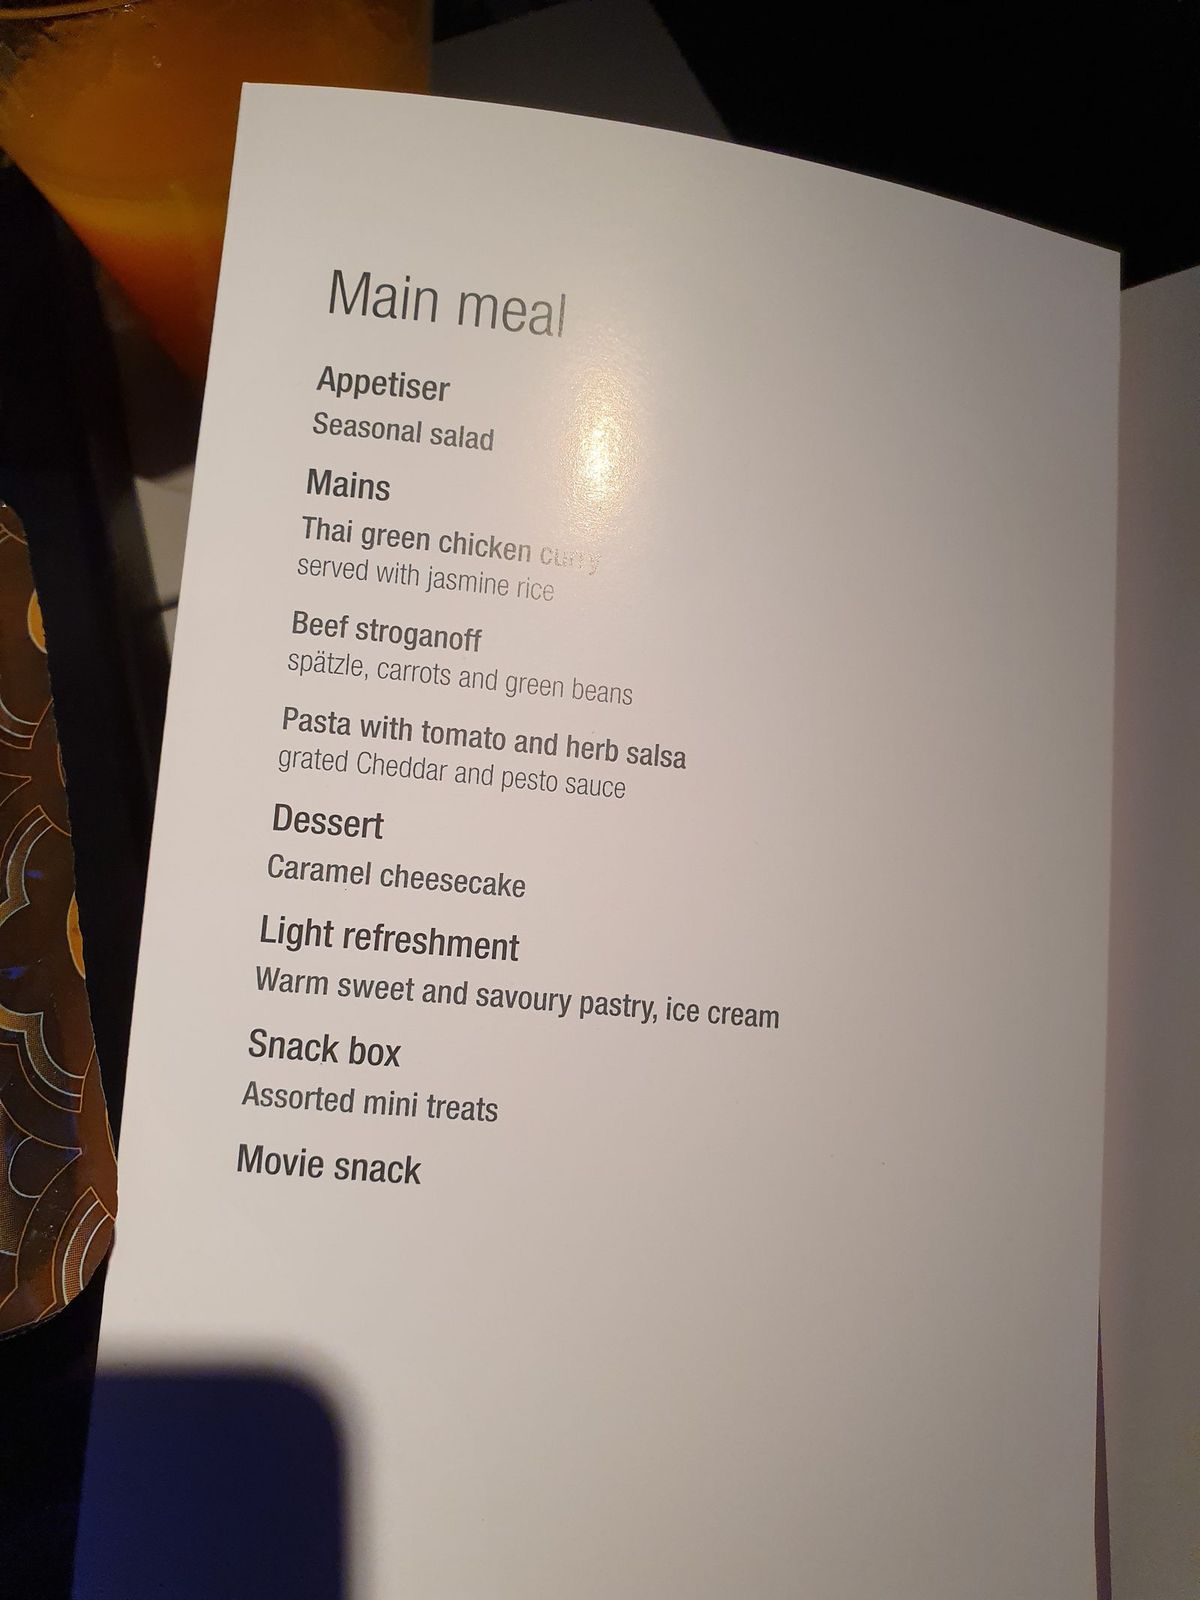 Main meal
Appetiser
Seasonal salad
Mains
Thai green chicken curry
served with jasmine rice
Beef stroganoff
spätzle, carrots and green beans
Pasta with tomato and herb salsa
grated Cheddar and pesto sauce
Dessert
Caramel cheesecake
Light refreshment
Warm sweet and savoury pastry, ice cream
Snack box
Assorted mini treats
Movie snack